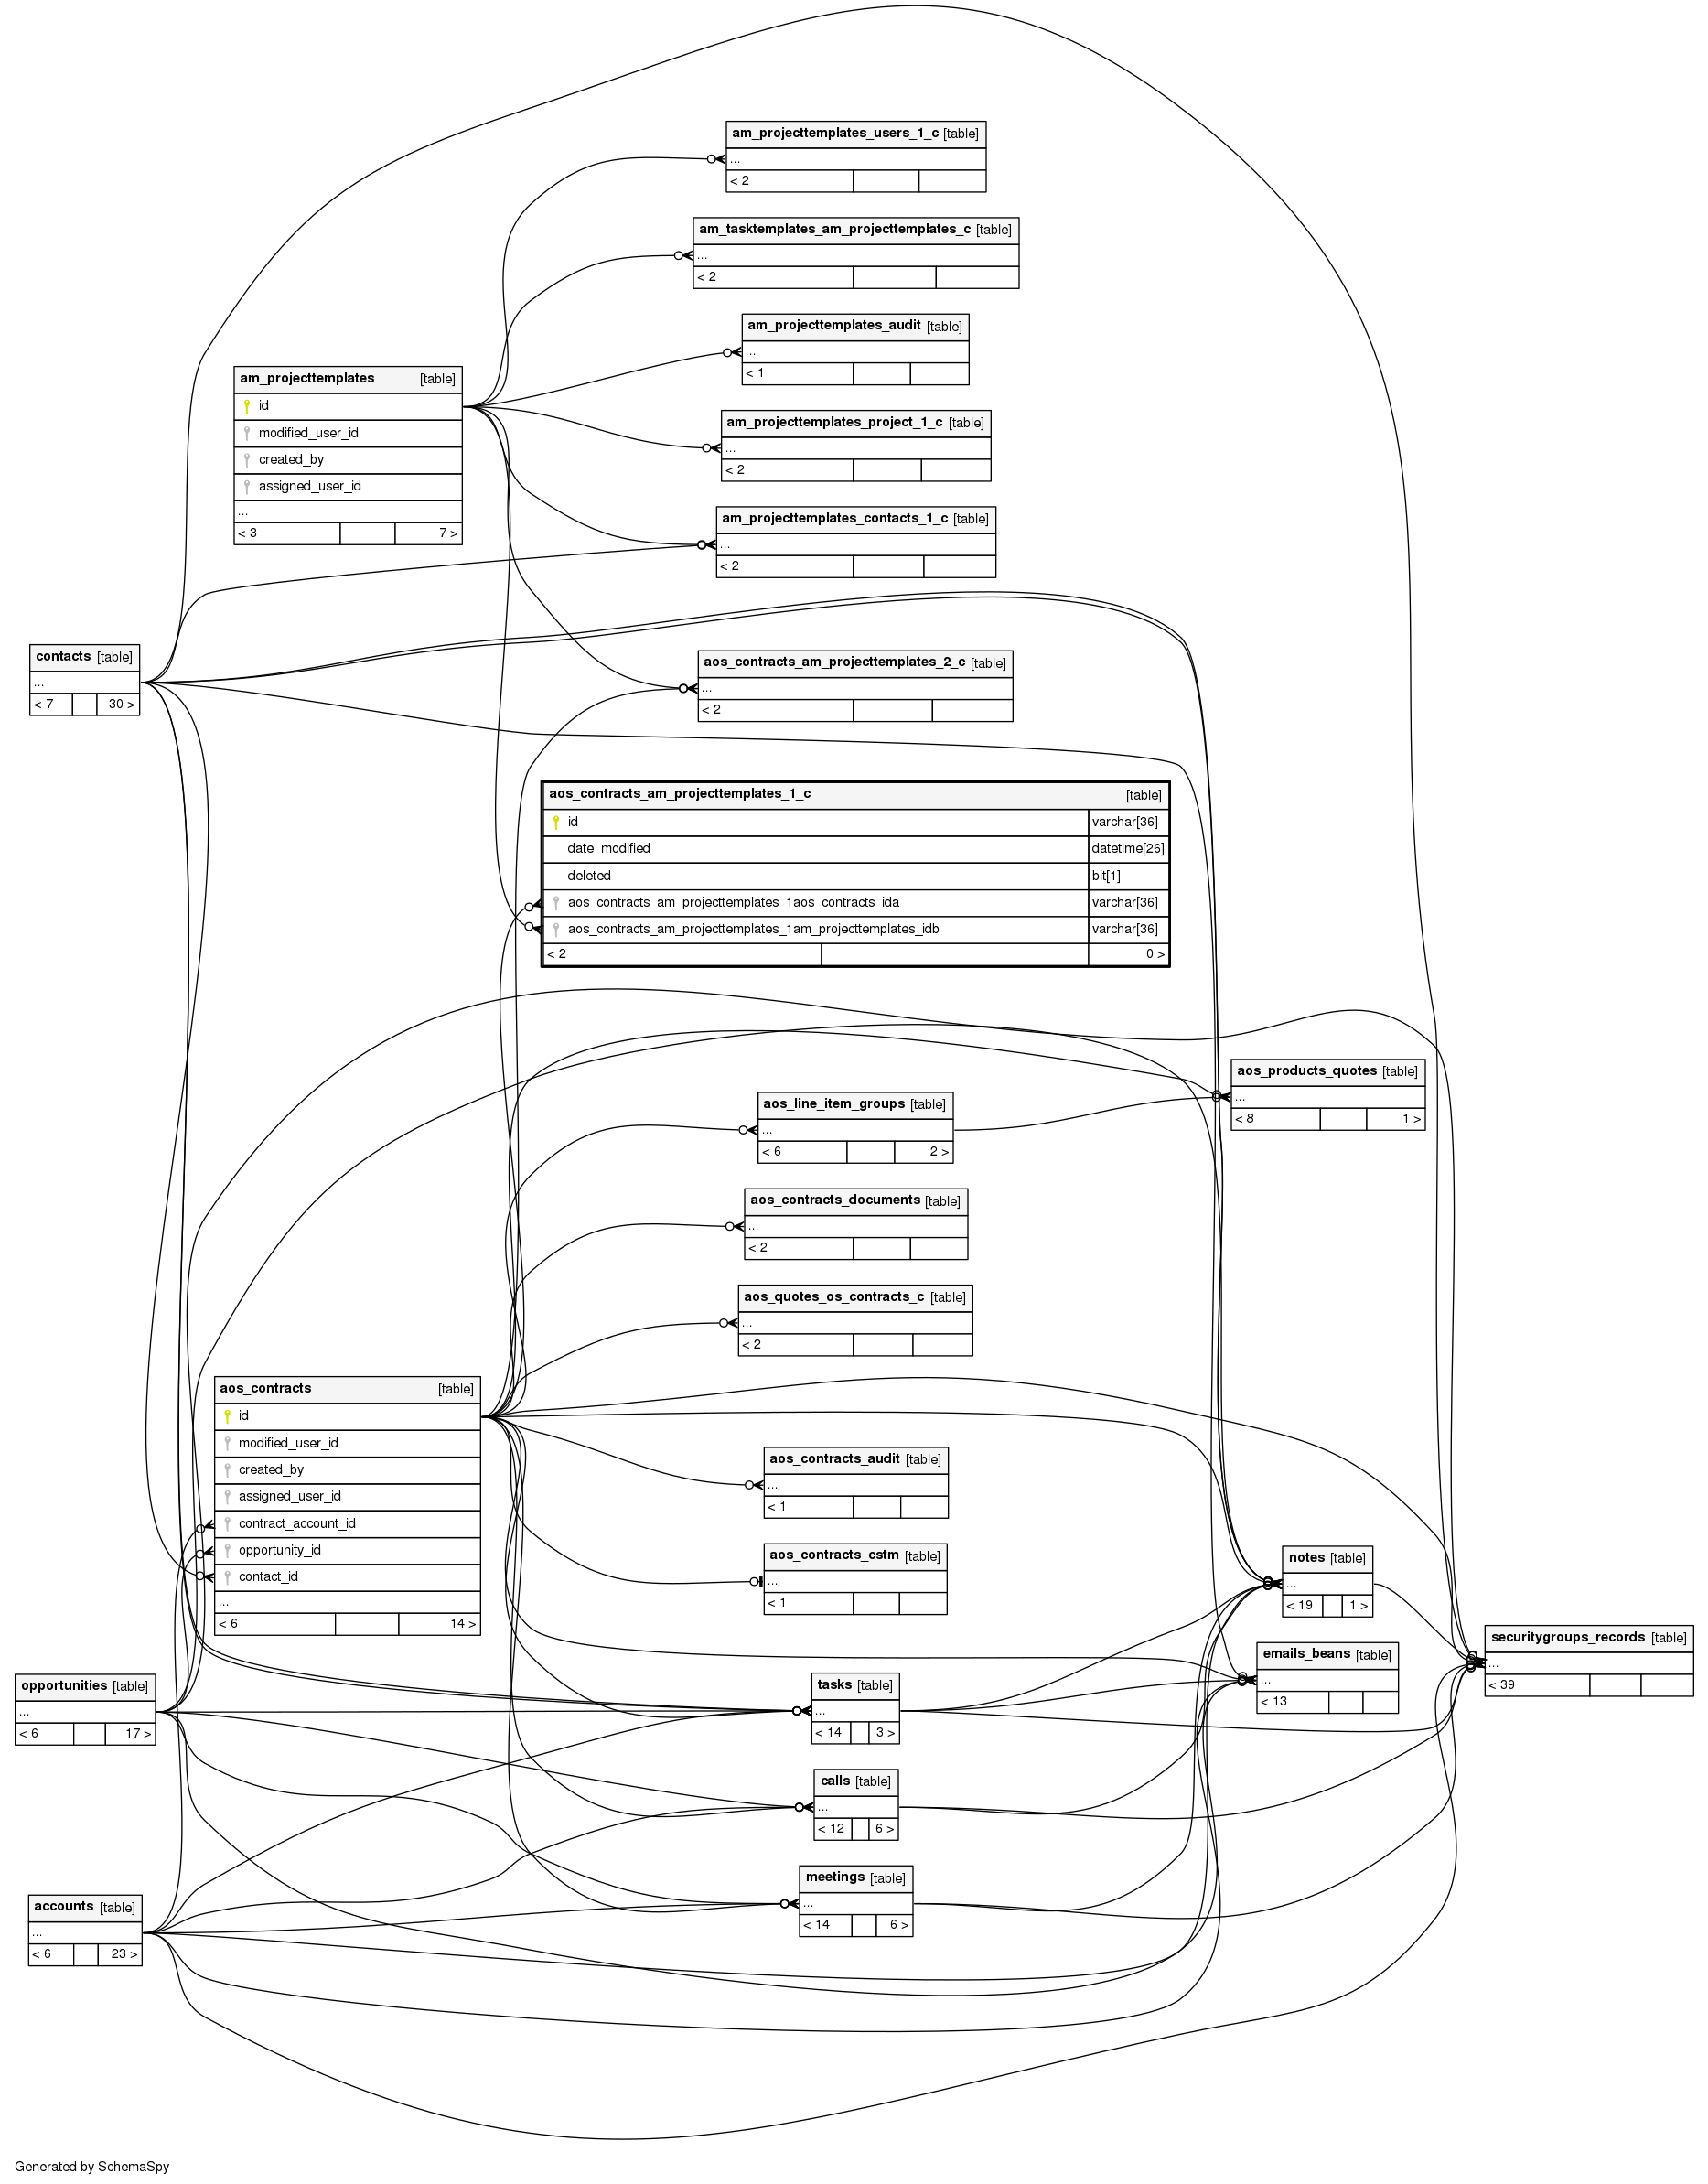 am_projecttemplates_users_1_c [table]
...
< 2
am_tasktemplates_am_projecttemplates_c [table]
...
< 2
am_projecttemplates_audit [table]
...
< 1
am_projecttemplates [table]
id
modified_user_id
created_by
assigned_user_id
...
< 3 7 >
am_projecttemplates_project_1_c [table]
...
< 2
am_projecttemplates_contacts_1_c [table]
...
< 2
contacts [table]
...
< 7 30 >
aos_contracts_am_projecttemplates_2_c [table]
...
< 2
aos_contracts_am_projecttemplates_1_c [table]
id varchar[36]
date_modified datetime[26]
deleted bit[1]
aos_contracts_am_projecttemplates_1aos_contracts_ida varchar[36]
aos_contracts_am_projecttemplates_1am_projecttemplates_idb varchar[36]
< 2 0 >
aos_products_quotes [table]
...
< 8 1 >
aos_line_item_groups [table]
...
< 6 2 >
aos_contracts_documents [table]
...
< 2
aos_quotes_os_contracts_c [table]
...
< 2
aos_contracts [table]
id
modified_user_id
created_by
assigned_user_id
contract_account_id
opportunity_id
contact_id
...
< 6 14 >
aos_contracts_audit [table]
...
< 1
aos_contracts_cstm [table]
...
< 1
notes [table]
...
< 19 1 >
securitygroups_records [table]
...
< 39
emails_beans [table]
...
< 13
opportunities [table]
...
< 6 17 >
tasks [table]
...
< 14 3 >
calls [table]
...
< 12 6 >
meetings [table]
...
< 14 6 >
accounts [table]
...
< 6 23 >
Generated by SchemaSpy